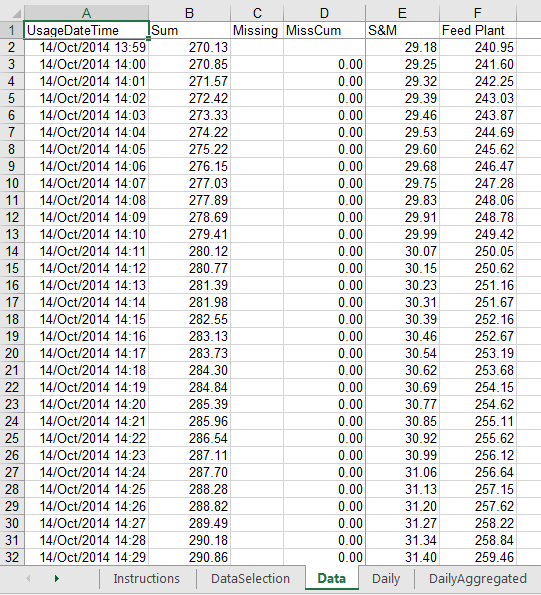 A B C D E F
1 UsageDateTime Sum Missing MissCum S&M Feed Plant
2 14/Oct/2014 13:59 270.13 29.18 240.95
3 14/Oct/2014 14:00 270.85 0.00 29.25 241.60
4 14/Oct/2014 14:01 271.57 0.00 29.32 242.25
5 14/Oct/2014 14:02 272.42 0.00 29.39 243.03
6 14/Oct/2014 14:03 273.33 0.00 29.46 243.87
7 14/Oct/2014 14:04 274.22 0.00 29.53 244.69
8 14/Oct/2014 14:05 275.22 0.00 29.60 245.62
9 14/Oct/2014 14:06 276.15 0.00 29.68 246.47
10 14/Oct/2014 14:07 277.03 0.00 29.75 247.28
11 14/Oct/2014 14:08 277.89 0.00 29.83 248.06
12 14/Oct/2014 14:09 278.69 0.00 29.91 248.78
13 14/Oct/2014 14:10 279.41 0.00 29.99 249.42
14 14/Oct/2014 14:11 280.12 0.00 30.07 250.05
15 14/Oct/2014 14:12 280.77 0.00 30.15 250.62
16 14/Oct/2014 14:13 281.39 0.00 30.23 251.16
17 14/Oct/2014 14:14 281.98 0.00 30.31 251.67
18 14/Oct/2014 14:15 282.55 0.00 30.39 252.16
19 14/Oct/2014 14:16 283.13 0.00 30.46 252.67
20 14/Oct/2014 14:17 283.73 0.00 30.54 253.19
21 14/Oct/2014 14:18 284.30 0.00 30.62 253.68
22 14/Oct/2014 14:19 284.84 0.00 30.69 254.15
23 14/Oct/2014 14:20 285.39 0.00 30.77 254.62
24 14/Oct/2014 14:21 285.96 0.00 30.85 255.11
25 14/Oct/2014 14:22 286.54 0.00 30.92 255.62
26 14/Oct/2014 14:23 287.11 0.00 30.99 256.12
27 14/Oct/2014 14:24 287.70 0.00 31.06 256.64
28 14/Oct/2014 14:25 288.28 0.00 31.13 257.15
29 14/Oct/2014 14:26 288.82 0.00 31.20 257.62
30 14/Oct/2014 14:27 289.49 0.00 31.27 258.22
31 14/Oct/2014 14:28 290.18 0.00 31.34 258.84
32 14/Oct/2014 14:29 290.86 0.00 31.40 259.46
Instructions DataSelection Data Daily DailyAggregated